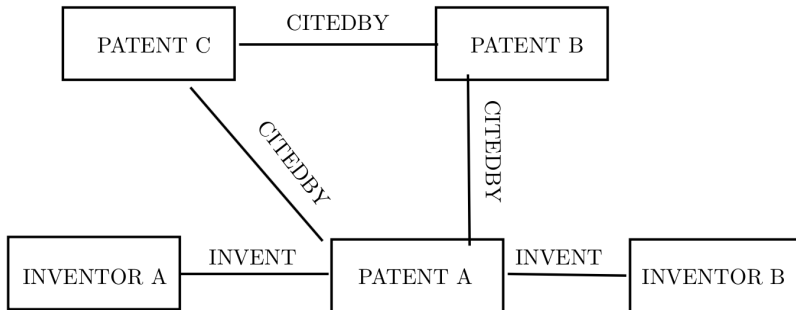 CITEDBY
PATENT C
PATENT B
CITEDBY
CITEDBY
INVENT
INVENT
INVENTOR A
PATENT A
INVENTOR B